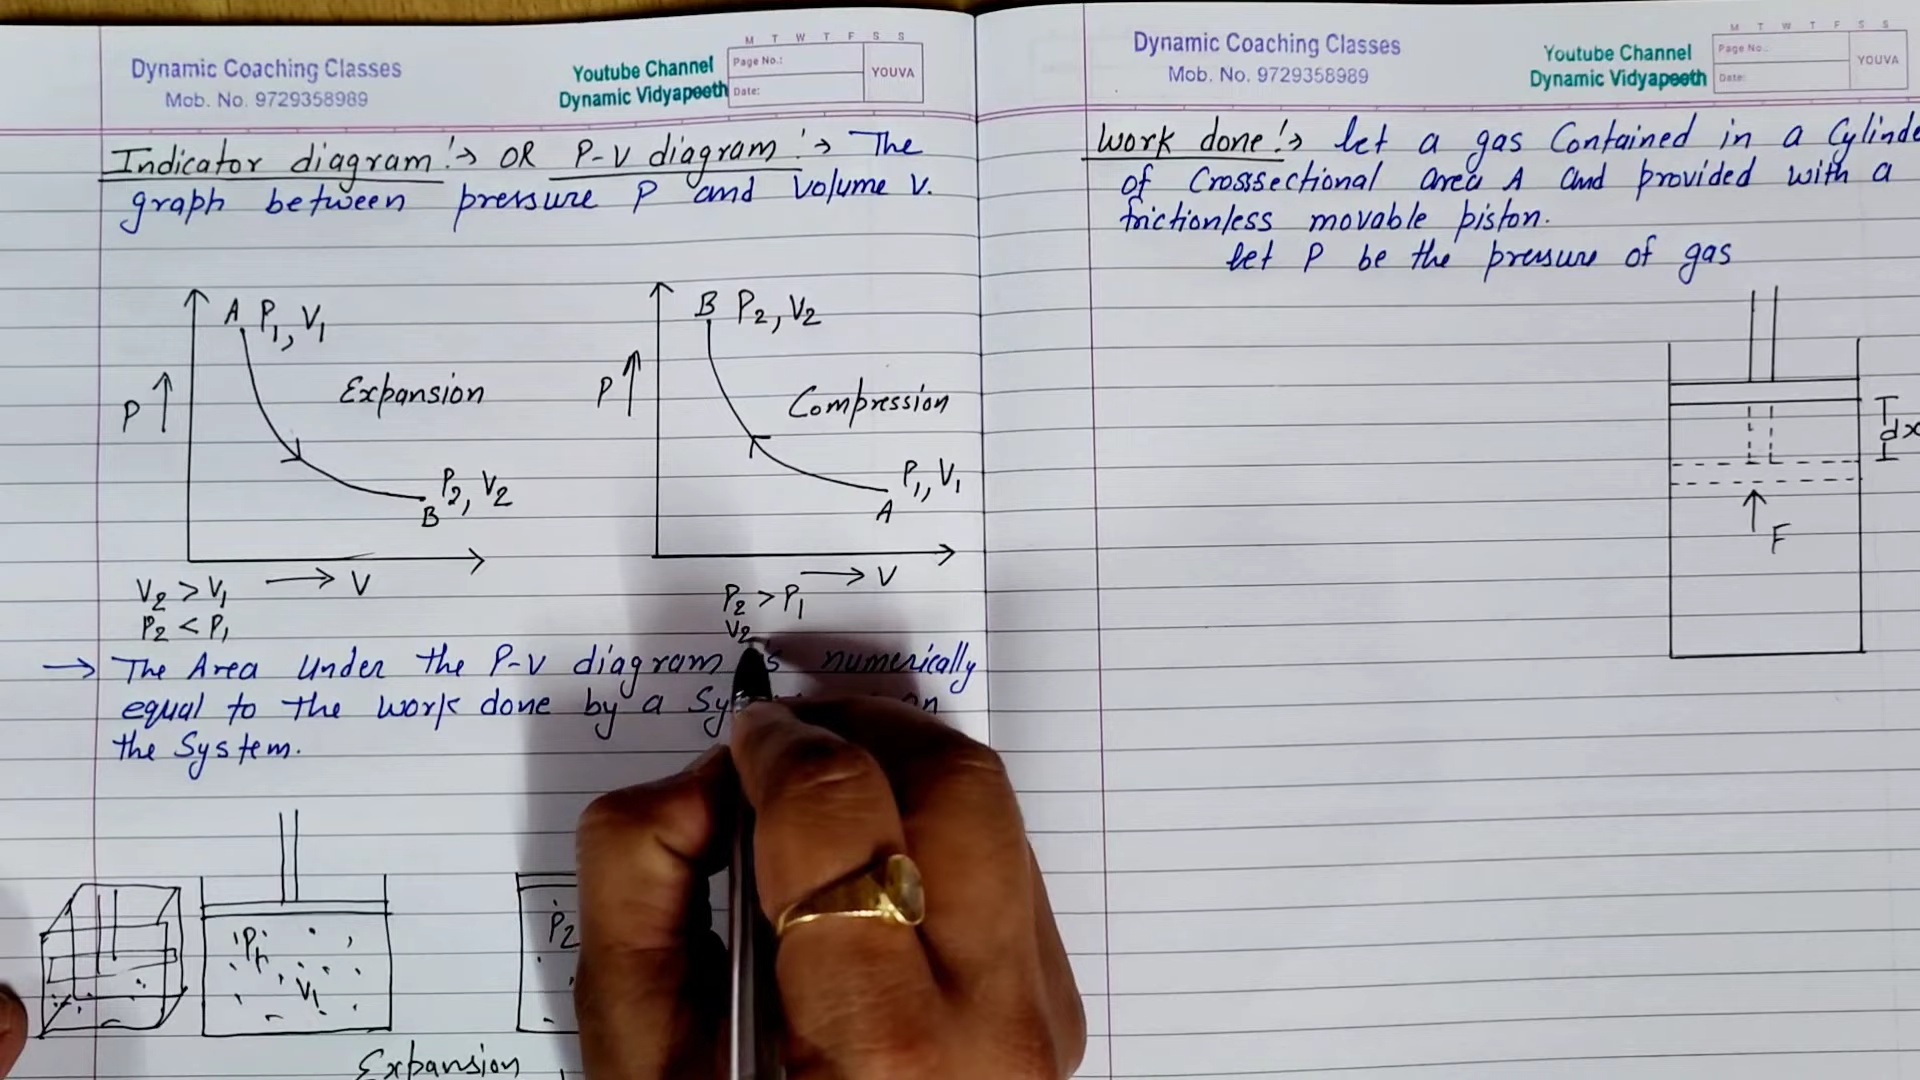 Dynamic Coaching Classes
Mob. No. 9729358989
Youtube Channel
Dynamic Vidyapeeth
M T W T F S S
Page No.:
Date:
YOUVA
Indicator diagram :→ OR P-V diagram :→ The
graph between pressure P and Volume V.
A P1, V1
Expansion
P
P2, V2
B
V
V2 > V1
P2 < P1
B P2, V2
P
Compression
P1, V1
A
V
P2 > P1
V2
→ The Area Under the P-V diagram is numerically
equal to the work done by a on
the System.
P1
V1
P2
Expansion
Dynamic Coaching Classes
Mob. No. 9729358989
Youtube Channel
Dynamic Vidyapeeth
M T W T F S S
Page No.:
Date:
YOUVA
Work done :→ let a gas Contained in a Cylinde
of Crosssectional area A and provided with a
frictionless movable piston.
let P be the pressure of gas
dx
F